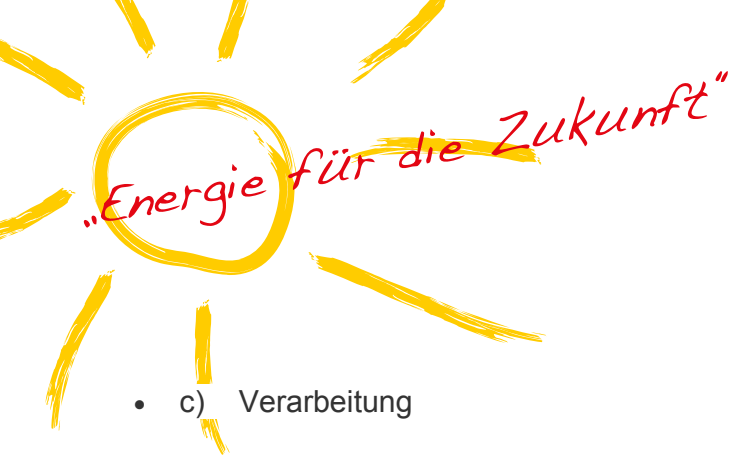 „Energie für die Zukunft“
• c) Verarbeitung